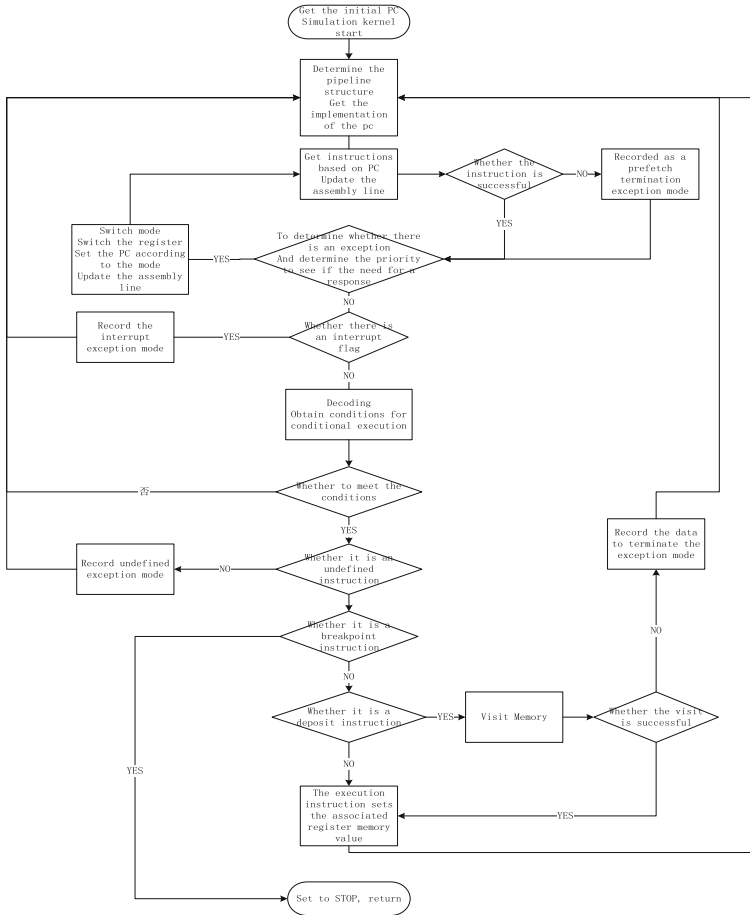 Get the initial PC
Simulation kernel
start
Determine the
pipeline
structure
Get the
implementation
of the pc
Get instructions
based on PC
Update the
assembly line
Whether the
instruction is
successful
NO
Recorded as a
prefetch
termination
exception mode
YES
Switch mode
Switch the register
Set the PC according
to the mode
Update the assembly
line
YES
To determine whether there
is an exception
And determine the priority
to see if the need for a
response
NO
Record the
interrupt
exception mode
YES
Whether there is
an interrupt
flag
NO
Decoding
Obtain conditions for
conditional execution
否
Whether to meet the
conditions
YES
Record the data
to terminate the
exception mode
Record undefined
exception mode
NO
Whether it is an
undefined
instruction
Whether it is a
breakpoint
instruction
NO
NO
Whether it is a
deposit instruction
YES
Visit Memory
Whether the visit
is successful
YES
NO
The execution
instruction sets
the associated
register memory
value
YES
Set to STOP, return